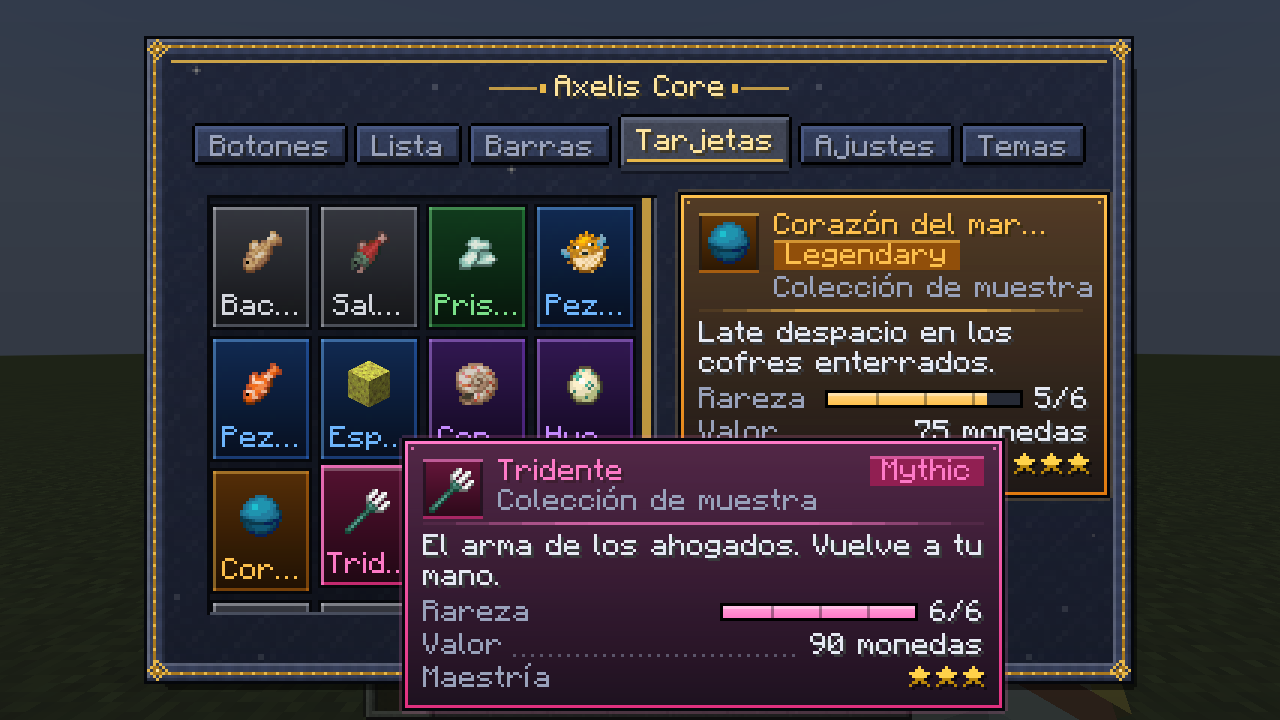 Axelis Core
Botones
Lista
Barras
Tarjetas
Ajustes
Temas
Bac...
Sal...
Pris...
Pez...
Pez...
Esp...
Cor...
Trid...
Corazón del mar...
Legendary
Colección de muestra
Late despacio en los
cofres enterrados.
Rareza 5/6
Valor 75 monedas
Tridente Mythic
Colección de muestra
El arma de los ahogados. Vuelve a tu
mano.
Rareza 6/6
Valor 90 monedas
Maestría